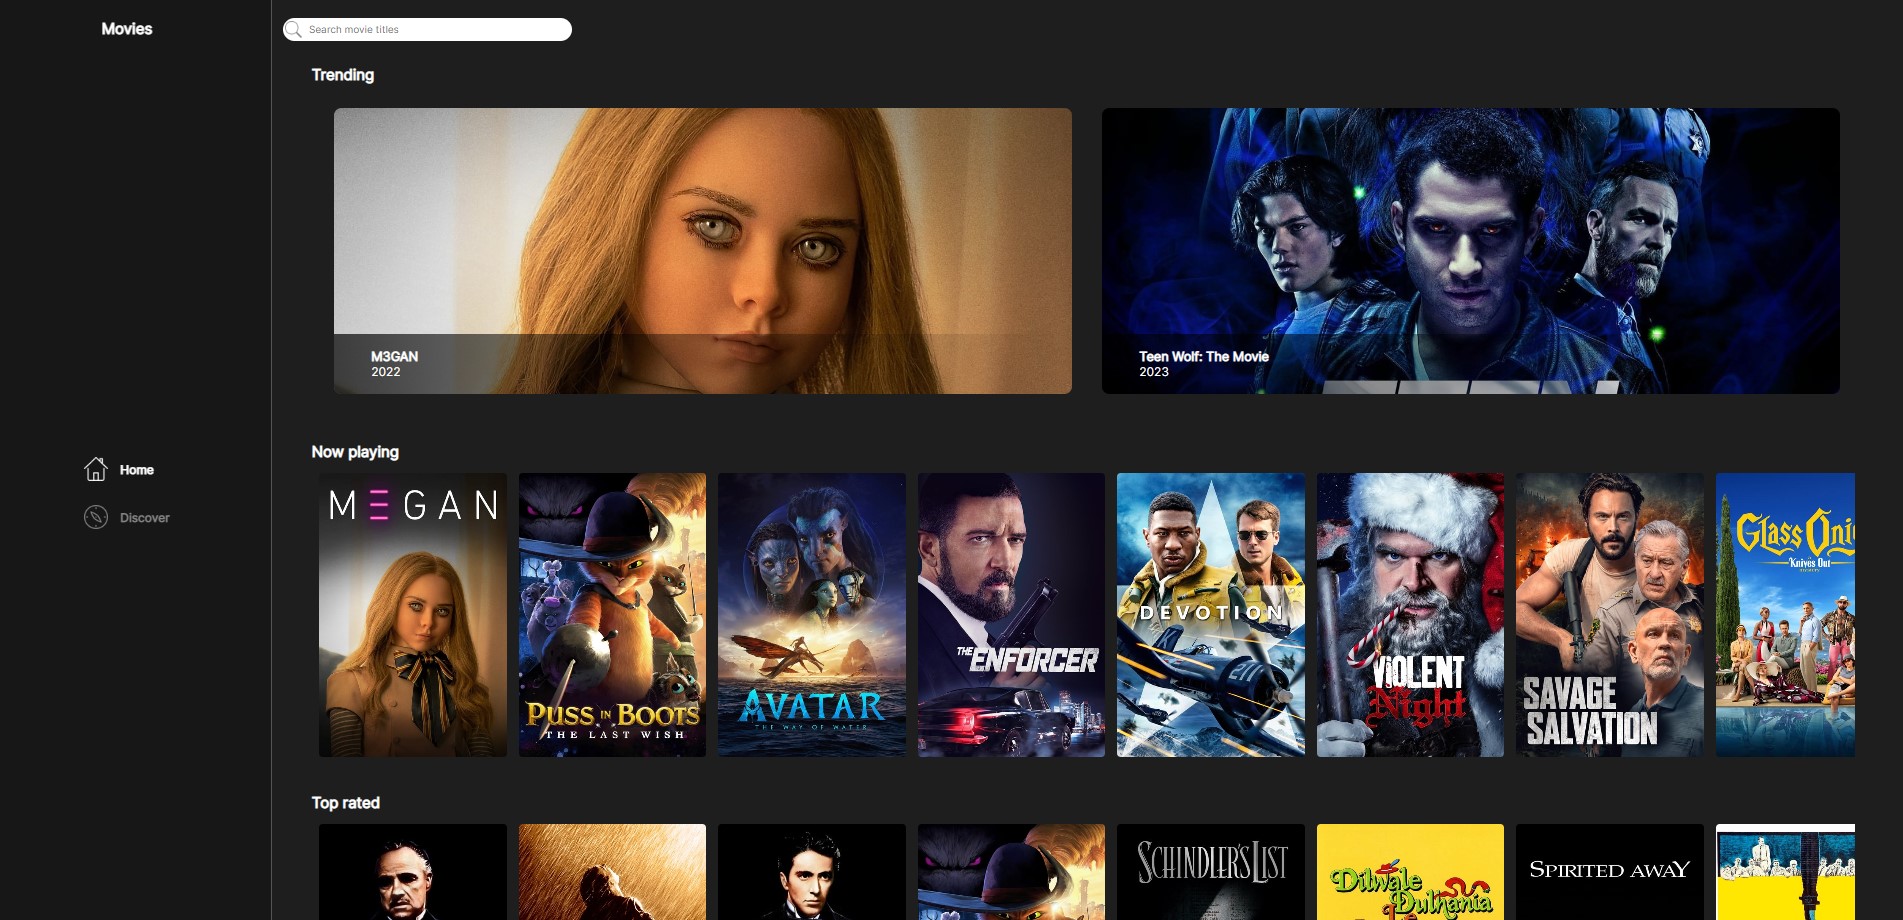 Movies
Search movie titles
Trending
M3GAN
2022
Teen Wolf: The Movie
2023
Home
Discover
Now playing
M Ξ G A N
PUSS IN BOOTS
THE LAST WISH
AVATAR
THE WAY OF WATER
THE ENFORCER
DEVOTION
VIOLENT
Night
SAVAGE
SALVATION
GLASS ONI
Knives Out
Top rated
SCHINDLER'S LIST
Dilwale
Dulhania
SPIRITED AWAY